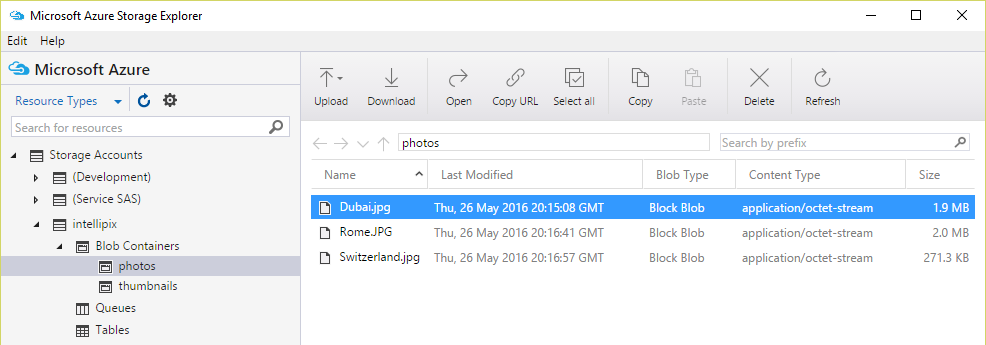 Microsoft Azure Storage Explorer
Edit Help
Microsoft Azure
Resource Types
Search for resources
Storage Accounts
(Development)
(Service SAS)
intellipix
Blob Containers
photos
thumbnails
Queues
Tables
Upload Download Open Copy URL Select all Copy Paste Delete Refresh
photos Search by prefix
Name Last Modified Blob Type Content Type Size
Dubai.jpg Thu, 26 May 2016 20:15:08 GMT Block Blob application/octet-stream 1.9 MB
Rome.JPG Thu, 26 May 2016 20:16:41 GMT Block Blob application/octet-stream 2.0 MB
Switzerland.jpg Thu, 26 May 2016 20:16:57 GMT Block Blob application/octet-stream 271.3 KB